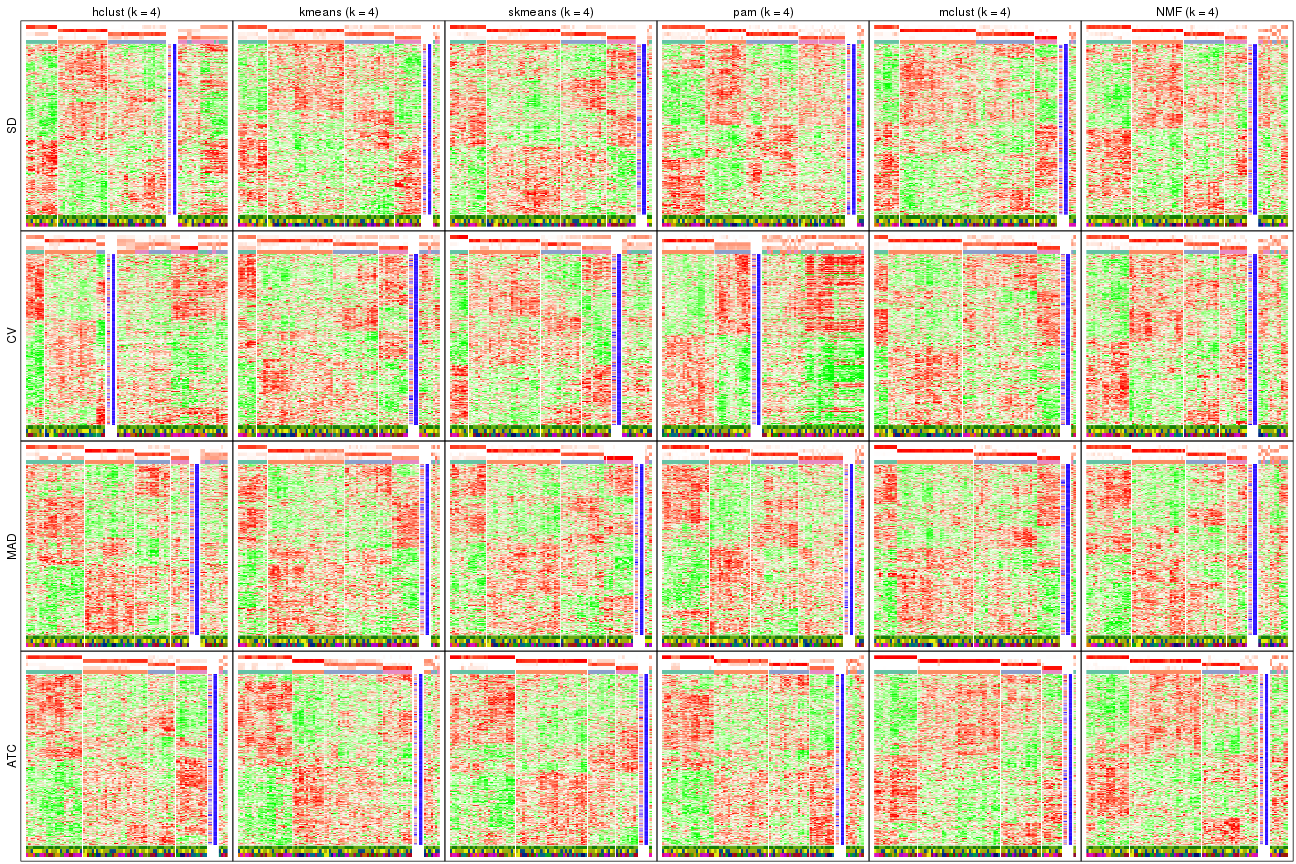 hclust (k = 4) kmeans (k = 4) skmeans (k = 4) pam (k = 4) mclust (k = 4) NMF (k = 4)
SD
CV
MAD
ATC